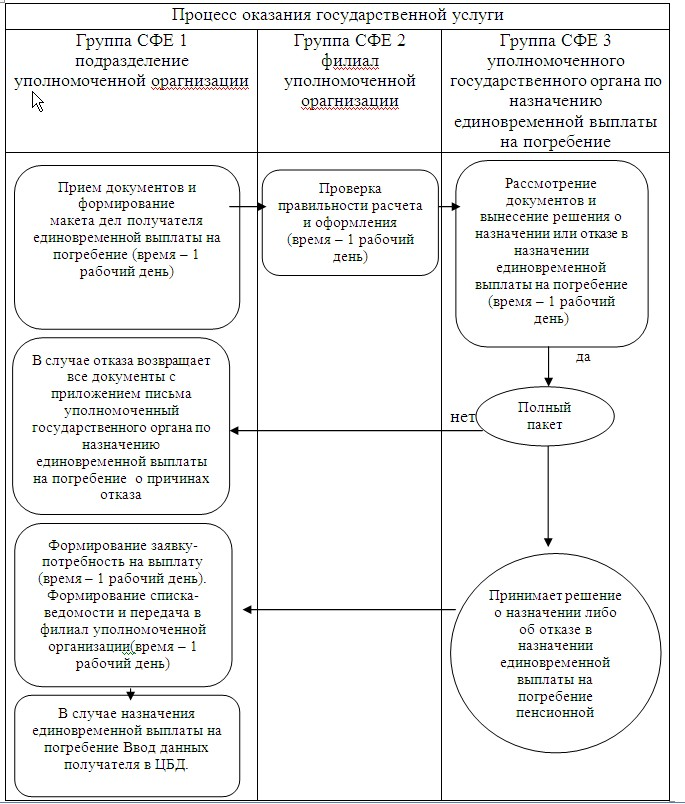 Процесс оказания государственной услуги
Группа СФЕ 1
подразделение
уполномоченной орагнизации
Группа СФЕ 2
филиал
уполномоченной
орагнизации
Группа СФЕ 3
уполномоченного
государственного органа по
назначению
единовременной выплаты
на погребение
Прием документов и
формирование
макета дел получателя
единовременной выплаты на
погребение (время – 1
рабочий день)
Проверка
правильности расчета
и оформления
(время – 1 рабочий
день)
Рассмотрение
документов и
вынесение решения о
назначении или отказе в
назначении
единовременной
выплаты на погребение
(время – 1 рабочий
день)
да
В случае отказа возвращает
все документы с
приложением письма
уполномоченный
государственного органа по
назначению
единовременной выплаты
на погребение о причинах
отказа
нет
Полный
пакет
Формирование заявку-
потребность на выплату
(время – 1 рабочий день).
Формирование списка-
ведомости и передача в
филиал уполномоченной
организации(время – 1
рабочий день)
Принимает решение
о назначении либо
об отказе в
назначении
единовременной
выплаты на
погребение
пенсионной
В случае назначения
единовременной выплаты на
погребение Ввод данных
получателя в ЦБД.